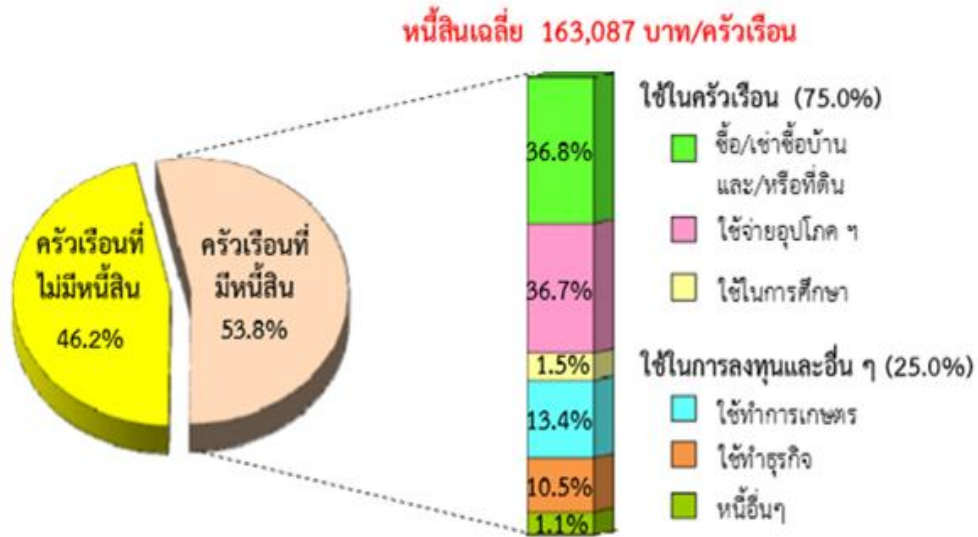 หนี้สินเฉลี่ย 163,087 บาท/ครัวเรือน
ครัวเรือนที่
ไม่มีหนี้สิน
46.2%
ครัวเรือนที่
มีหนี้สิน
53.8%
36.8%
36.7%
1.5%
13.4%
10.5%
1.1%
ใช้ในครัวเรือน (75.0%)
ซื้อ/เช่าซื้อบ้าน
และ/หรือที่ดิน
ใช้จ่ายอุปโภค ฯ
ใช้ในการศึกษา
ใช้ในการลงทุนและอื่น ๆ (25.0%)
ใช้ทำการเกษตร
ใช้ทำธุรกิจ
หนี้อื่นๆ